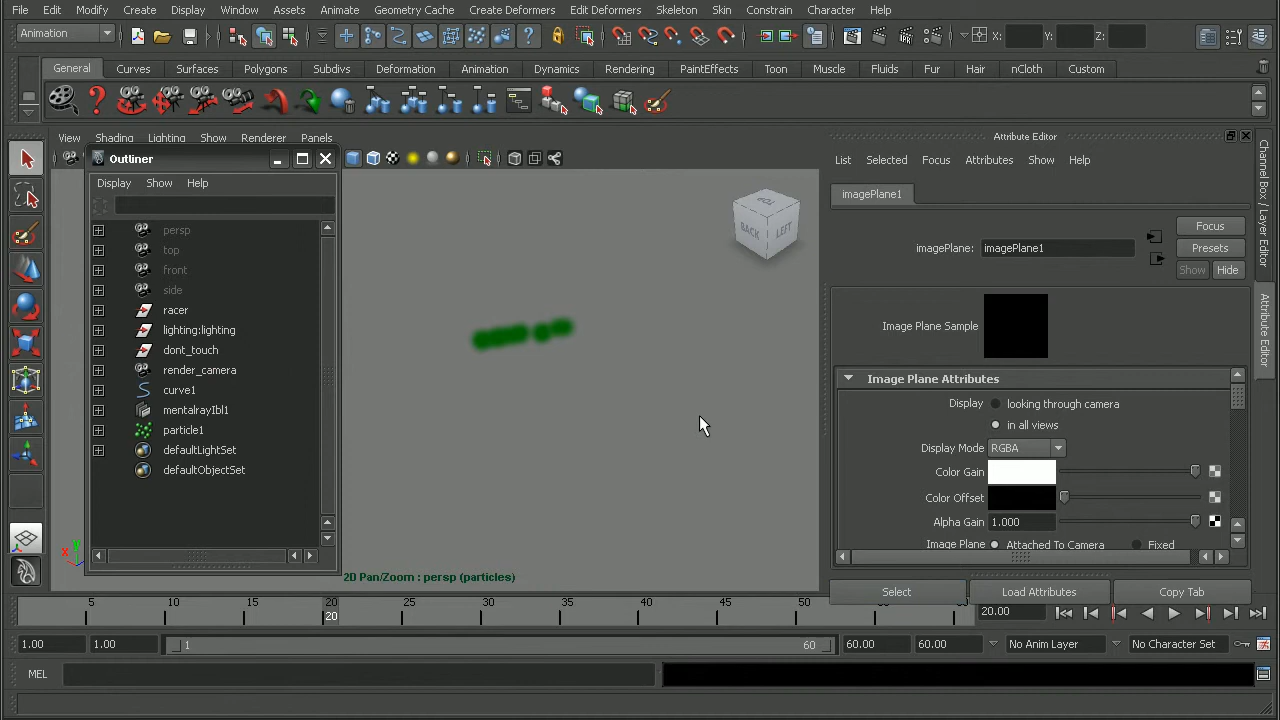 File Edit Modify Create Display Window Assets Animate Geometry Cache Create Deformers Edit Deformers Skeleton Skin Constrain Character Help
Animation X: Y: Z:
General Curves Surfaces Polygons Subdivs Deformation Animation Dynamics Rendering PaintEffects Toon Muscle Fluids Fur Hair nCloth Custom
View Shading Lighting Show Renderer Panels
Outliner
Display Show Help
persp
top
front
side
racer
lighting:lighting
dont_touch
render_camera
curve1
mentalrayIbl1
particle1
defaultLightSet
defaultObjectSet
BACK LEFT
2D Pan/Zoom : persp (particles)
Attribute Editor
List Selected Focus Attributes Show Help
imagePlane1
Focus
imagePlane: imagePlane1 Presets
Show Hide
Image Plane Sample
Image Plane Attributes
Display looking through camera
in all views
Display Mode RGBA
Color Gain
Color Offset
Alpha Gain 1.000
Image Plane Attached To Camera Fixed
Select Load Attributes Copy Tab
Channel Box / Layer Editor
Attribute Editor
5 10 15 20 25 30 35 40 45 50
20 20.00
1.00 1.00 1 60 60.00 60.00 No Anim Layer No Character Set
MEL